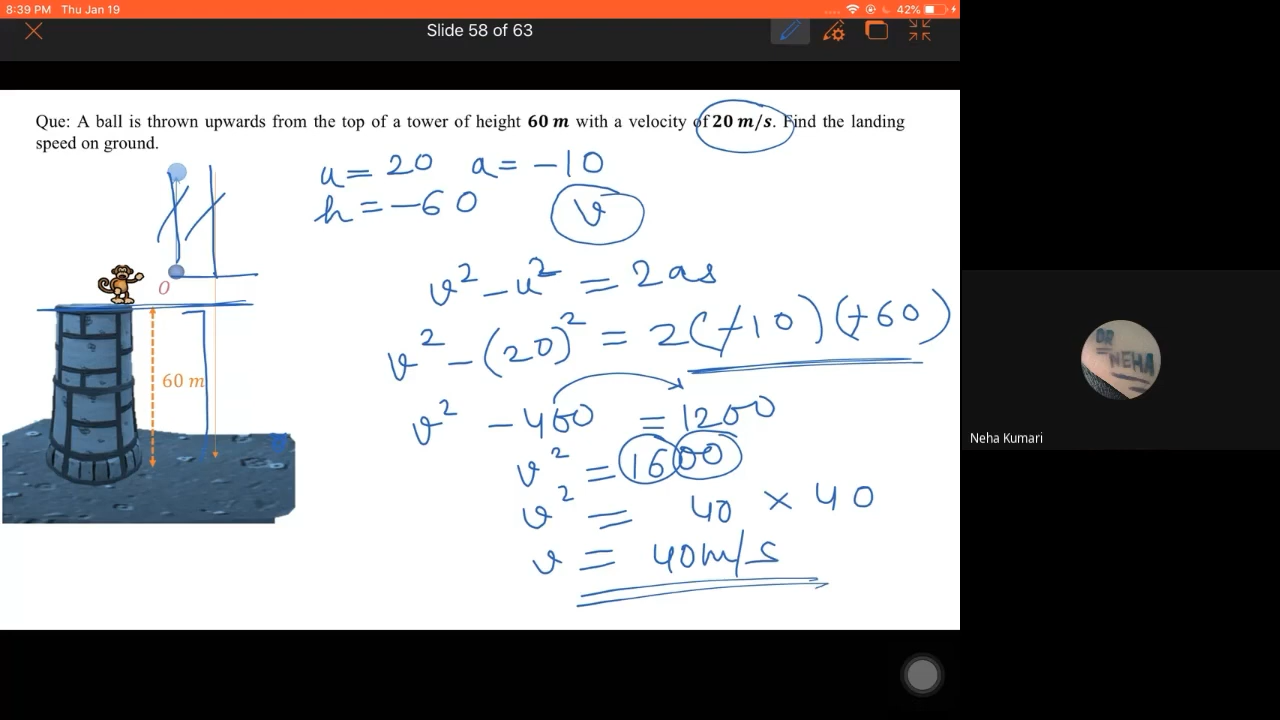 8:39 PM Thu Jan 19
42%
Slide 58 of 63
Que: A ball is thrown upwards from the top of a tower of height 60 m with a velocity of 20 m/s. Find the landing
speed on ground.
u = 20 a = -10
h = -60 v
O
60 m
v² - u² = 2as
v² - (20)² = 2(-10)(-60)
v² - 400 = 1200
v² = 1600
v² = 40 × 40
v = 40m/s
DR
NEHA
Neha Kumari